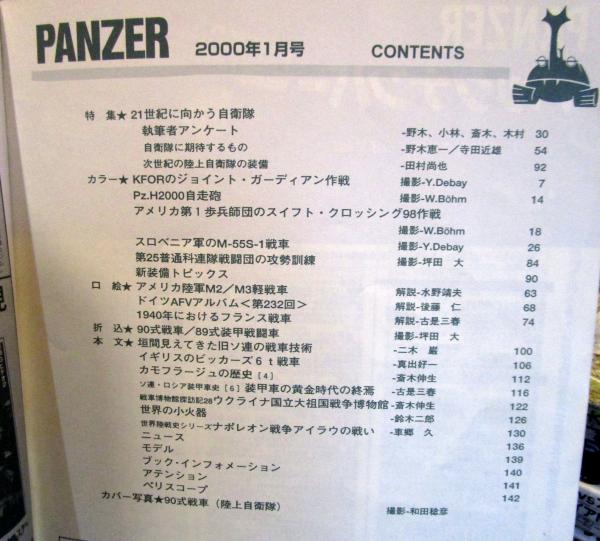 PANZER 2000年1月号 CONTENTS
特 集★21世紀に向かう自衛隊
執筆者アンケート -野木、小林、斎木、木村 30
自衛隊に期待するもの -野木恵一/寺田近雄 54
次世紀の陸上自衛隊の装備 -田村尚也 92
カラー★KFORのジョイント・ガーディアン作戦 撮影-Y.Debay 7
Pz.H2000自走砲 撮影-W.Böhm 14
アメリカ第1歩兵師団のスイフト・クロッシング98作戦
撮影-W.Böhm 18
スロベニア軍のM-55S-1戦車 撮影-Y.Debay 26
第25普通科連隊戦闘団の攻勢訓練 撮影-坪田 大 84
新装備トピックス 90
口 絵★アメリカ陸軍M2/M3軽戦車 解説-水野靖夫 63
ドイツAFVアルバム<第232回> 解説-後藤 仁 68
1940年におけるフランス戦車 解説-古是三春 74
折 込★90式戦車/89式装甲戦闘車 撮影-坪田 大
本 文★垣間見えてきた旧ソ連の戦車技術 -二木 巌 100
イギリスのビッカーズ6t戦車 -真出好一 106
カモフラージュの歴史[4] -斎木伸生 112
ソ連・ロシア装甲車史[6]装甲車の黄金時代の終焉 -古是三春 116
戦車博物館探訪記28ウクライナ国立大祖国戦争博物館-斎木伸生 122
世界の小火器 -鈴木二郎 126
世界陸戦史シリーズナポレオン戦争アイラウの戦い -車郷 久 130
ニュース 136
モデル 139
ブック・インフォメーション 140
アテンション 141
ペリスコープ 142
カバー写真★90式戦車(陸上自衛隊) 撮影-和田稔彦